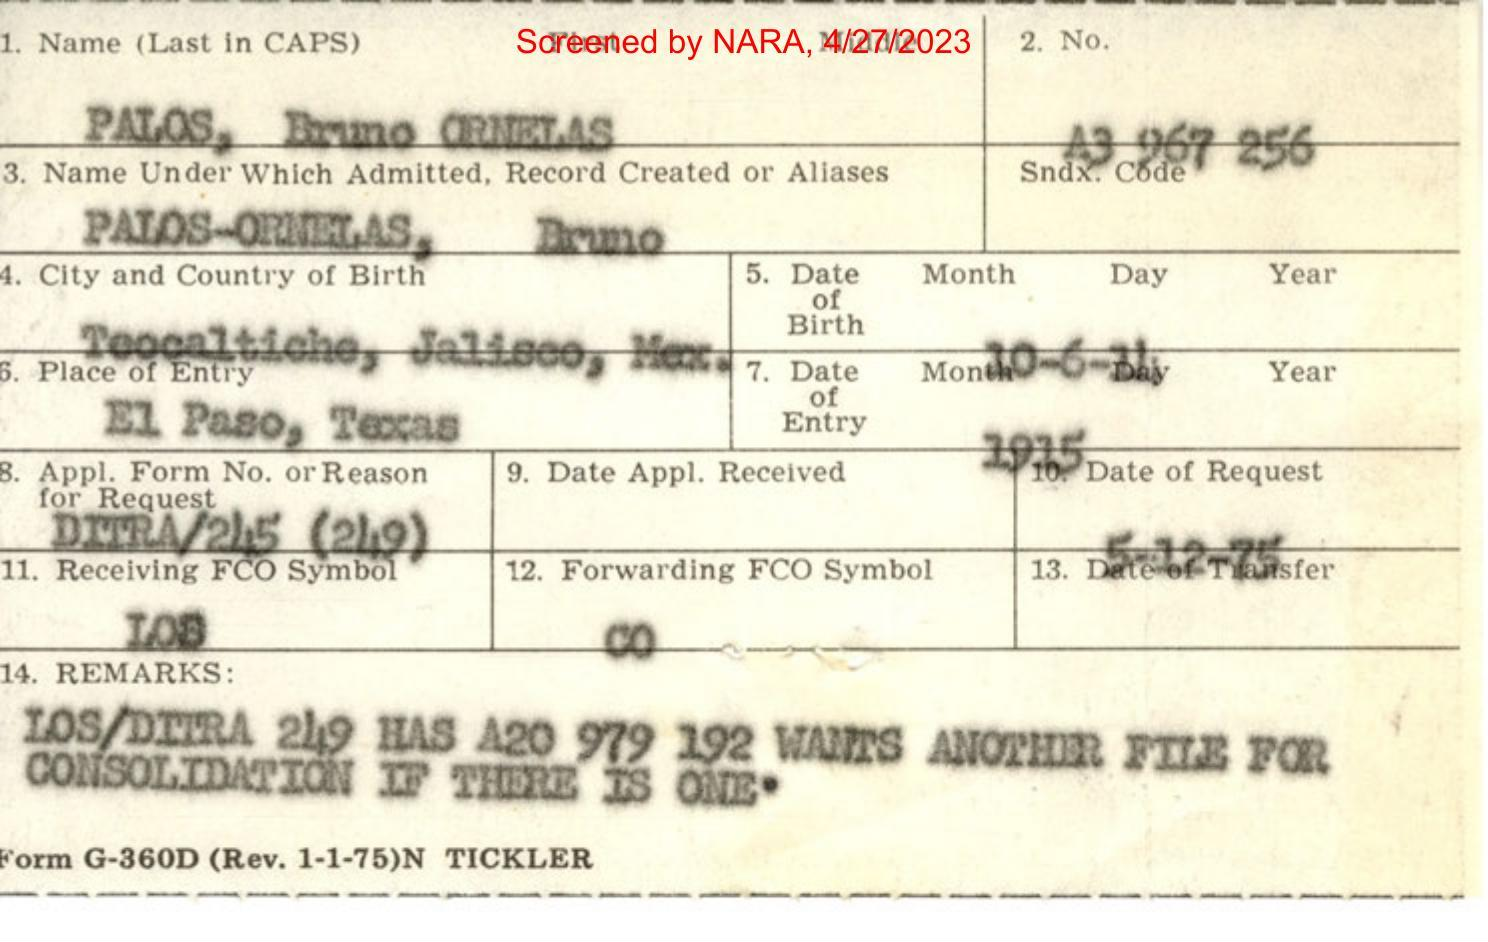 Screened by NARA, 4/27/2023
1. Name (Last in CAPS) First Middle 2. No.
PALOS, Bruno ORNELAS A3 967 256
3. Name Under Which Admitted, Record Created or Aliases Sndx. Code
PALOS-ORNELAS, Bruno
4. City and Country of Birth 5. Date of Birth Month Day Year
Teocaltiche, Jalisco, Mex. 10-6-
6. Place of Entry 7. Date of Entry Month Day Year
El Paso, Texas 1915
8. Appl. Form No. or Reason for Request 9. Date Appl. Received 10. Date of Request
DITRA/245 (249) 5-12-75
11. Receiving FCO Symbol 12. Forwarding FCO Symbol 13. Date of Transfer
LOS CO
14. REMARKS:
LOS/DITRA 249 HAS A20 979 192 WANTS ANOTHER FILE FOR
CONSOLIDATION IF THERE IS ONE.
Form G-360D (Rev. 1-1-75)N TICKLER